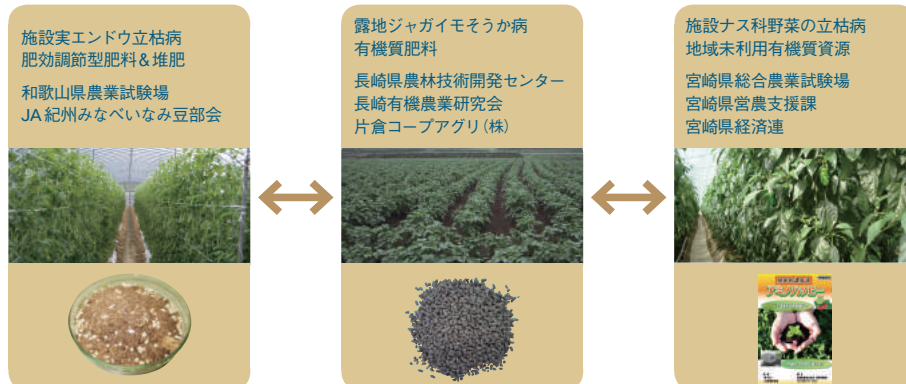 施設実エンドウ立枯病
肥効調節型肥料&堆肥
和歌山県農業試験場
JA紀州みなべいなみ豆部会
露地ジャガイモそうか病
有機質肥料
長崎県農林技術開発センター
長崎有機農業研究会
片倉コープアグリ(株)
施設ナス科野菜の立枯病
地域未利用有機質資源
宮崎県総合農業試験場
宮崎県営農支援課
宮崎県経済連